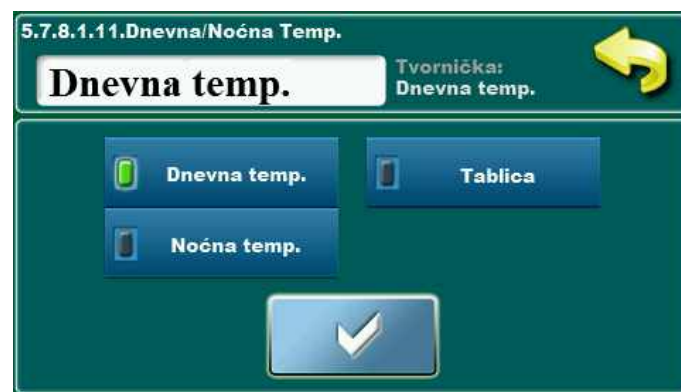 5.7.8.1.11.Dnevna/Noćna Temp.
Dnevna temp.
Tvornička:
Dnevna temp.
Dnevna temp.
Tablica
Noćna temp.